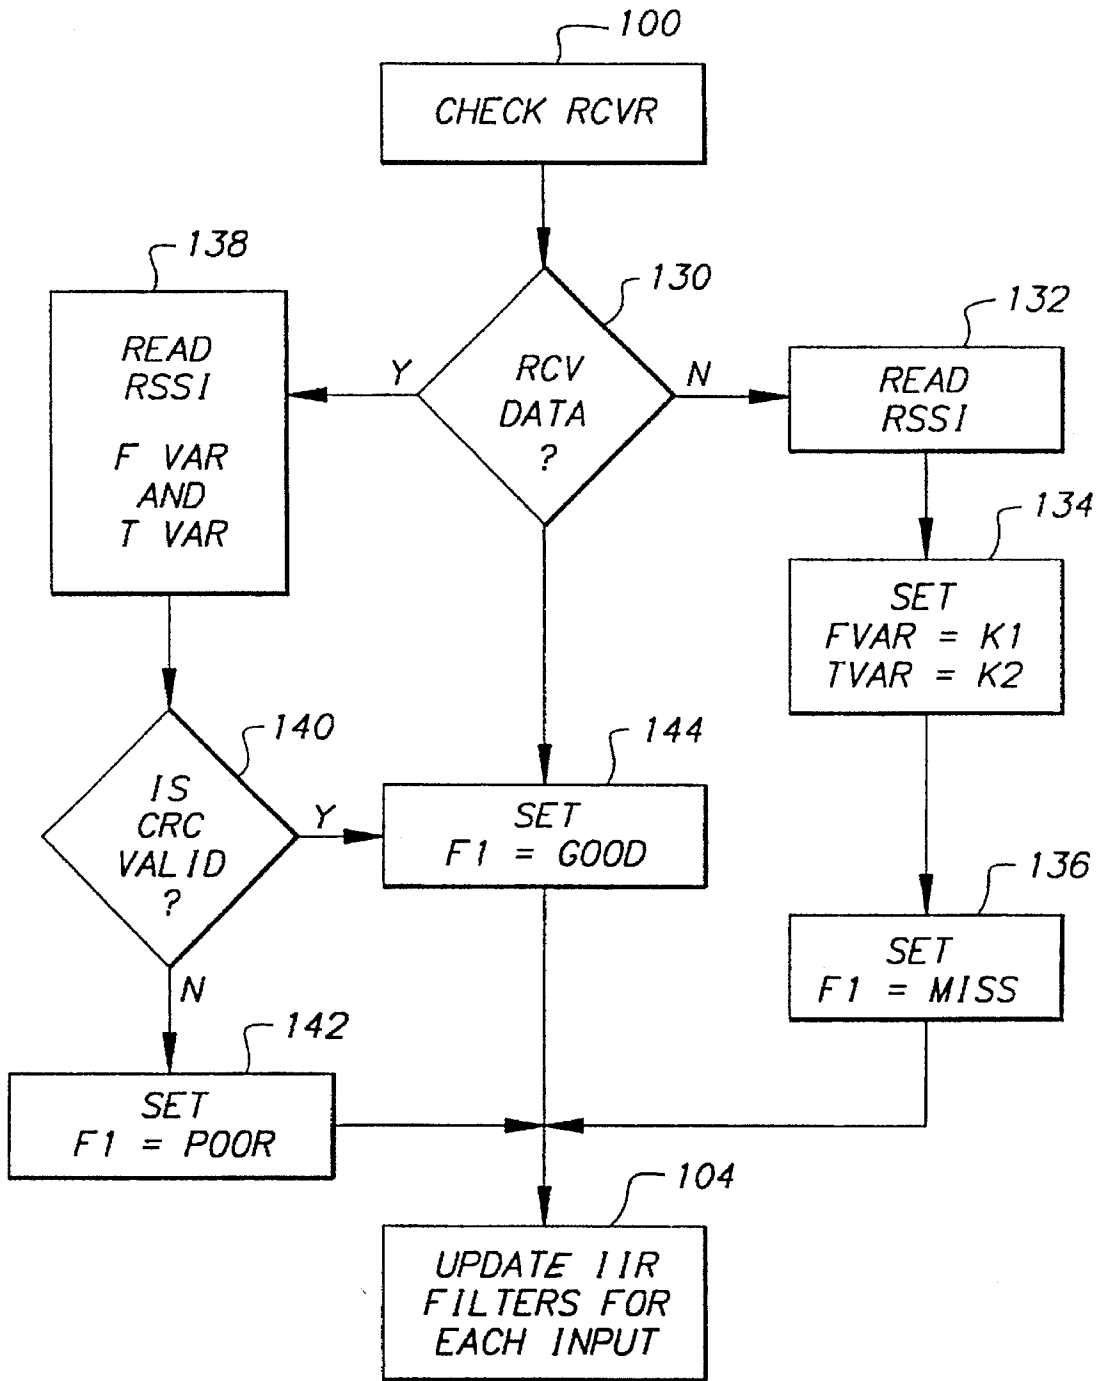 100
CHECK RCVR
138
READ
RSSI
F VAR
AND
T VAR
130
Y
RCV
DATA
?
N
132
READ
RSSI
134
SET
FVAR = K1
TVAR = K2
140
IS
CRC
VALID
?
Y
N
144
SET
F1 = GOOD
136
SET
F1 = MISS
142
SET
F1 = POOR
104
UPDATE IIR
FILTERS FOR
EACH INPUT